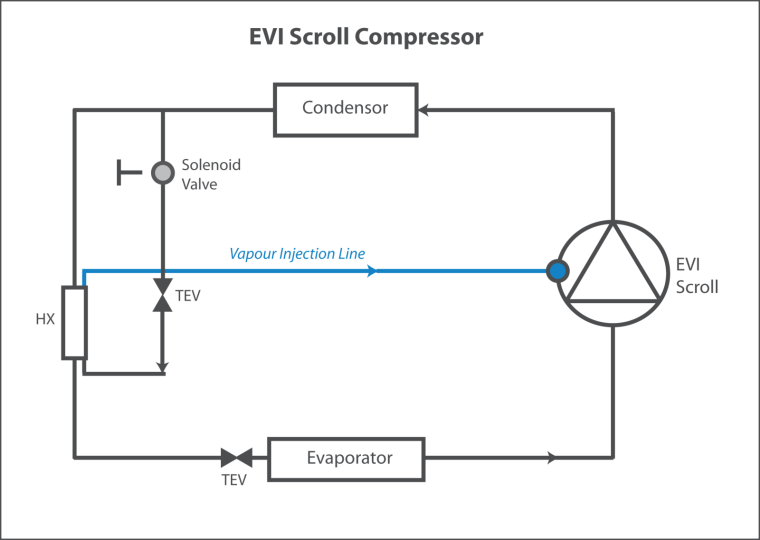 EVI Scroll Compressor
Condensor
Solenoid
Valve
Vapour Injection Line
EVI
Scroll
TEV
HX
Evaporator
TEV